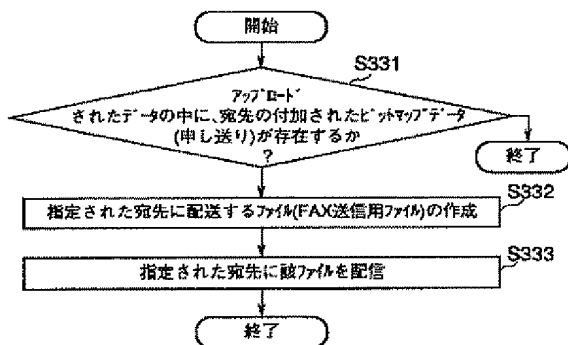 開始
S331
ｱｯﾌﾟﾛｰﾄﾞ
されたﾃﾞｰﾀの中に、宛先の付加されたﾋﾞｯﾄﾏｯﾌﾟﾃﾞｰﾀ
(申し送り)が存在するか
?
終了
S332
指定された宛先に配送するﾌｧｲﾙ(FAX送信用ﾌｧｲﾙ)の作成
S333
指定された宛先に該ﾌｧｲﾙを配信
終了